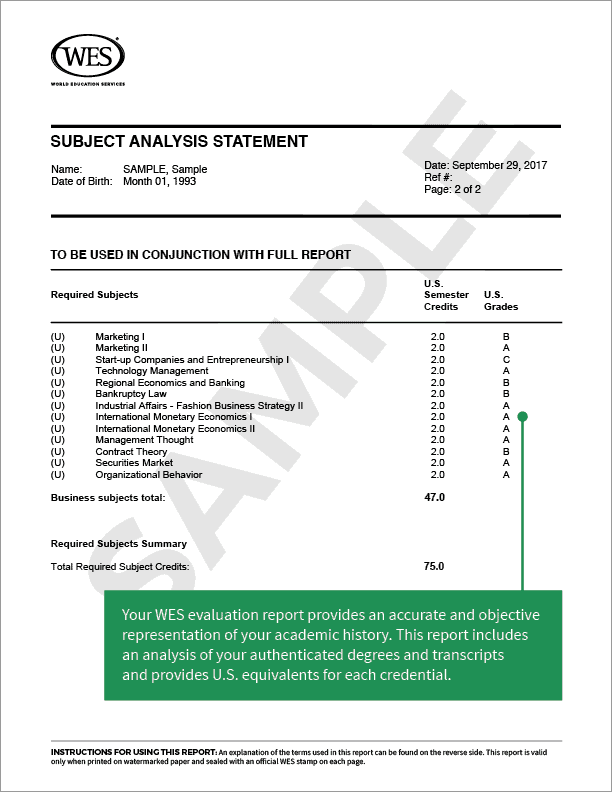 WES
WORLD EDUCATION SERVICES
SUBJECT ANALYSIS STATEMENT
Name: SAMPLE, Sample
Date of Birth: Month 01, 1993
Date: September 29, 2017
Ref #:
Page: 2 of 2
TO BE USED IN CONJUNCTION WITH FULL REPORT
Required Subjects U.S. Semester Credits U.S. Grades
(U) Marketing I 2.0 B
(U) Marketing II 2.0 A
(U) Start-up Companies and Entrepreneurship I 2.0 C
(U) Technology Management 2.0 A
(U) Regional Economics and Banking 2.0 B
(U) Bankruptcy Law 2.0 B
(U) Industrial Affairs - Fashion Business Strategy II 2.0 A
(U) International Monetary Economics I 2.0 A
(U) International Monetary Economics II 2.0 A
(U) Management Thought 2.0 A
(U) Contract Theory 2.0 B
(U) Securities Market 2.0 A
(U) Organizational Behavior 2.0 A
Business subjects total: 47.0
Required Subjects Summary
Total Required Subject Credits: 75.0
SAMPLE
Your WES evaluation report provides an accurate and objective
representation of your academic history. This report includes
an analysis of your authenticated degrees and transcripts
and provides U.S. equivalents for each credential.
INSTRUCTIONS FOR USING THIS REPORT: An explanation of the terms used in this report can be found on the reverse side. This report is valid
only when printed on watermarked paper and sealed with an official WES stamp on each page.